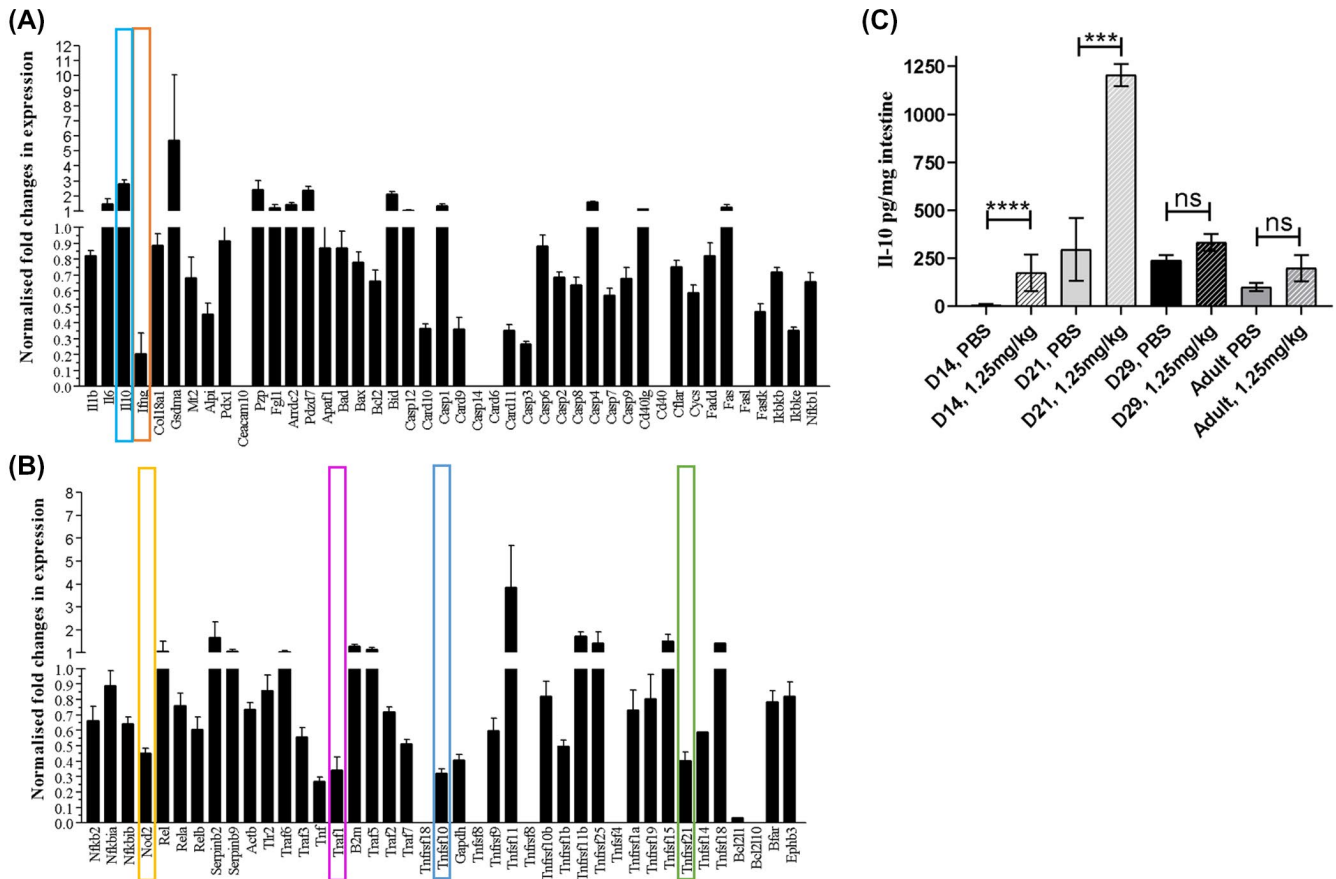 (A)
Normalised fold changes in expression
12
11
10
9
8
7
6
5
4
3
2
1
1.0
0.9
0.8
0.7
0.6
0.5
0.4
0.3
0.2
0.1
0.0
Il1b
Il6
Il10
Ifng
Col18a1
Gsdma
Mt2
Alpi
Pdx1
Ceacam10
Pzp
Fgl1
Arrdc2
Pdzd7
Apaf1
Bad
Bax
Bcl2
Bid
Casp12
Card10
Casp1
Card9
Casp14
Card6
Card11
Casp3
Casp6
Casp2
Casp8
Casp7
Casp9
Casp4
Cd40lg
Cd40
Cflar
Cycs
Fadd
Fas
Fasl
Fastk
Ikbkb
Ikbke
Nfkb1
(C)
Il-10 pg/mg intestine
1250
1000
750
500
250
0
****
***
ns
ns
D14, PBS
D14, 1.25mg/kg
D21, PBS
D21, 1.25mg/kg
D29, PBS
D29, 1.25mg/kg
Adult PBS
Adult, 1.25mg/kg
(B)
Normalised fold changes in expression
8
7
6
5
4
3
2
1
1.0
0.9
0.8
0.7
0.6
0.5
0.4
0.3
0.2
0.1
0.0
Nfkb2
Nfkbia
Nfkbib
Nod2
Rel
Rela
Relb
Serpinb2
Serpinb9
Actb
Tlr2
Traf6
Traf3
Tnf
Traf1
B2m
Traf5
Traf2
Traf7
Tnfrsf18
Tnfsf10
Gapdh
Tnfsf8
Tnfsf9
Tnfsf11
Tnfrsf8
Tnfrsf10b
Tnfrsf1b
Tnfrsf11b
Tnfrsf25
Tnfsf4
Tnfrsf1a
Tnfrsf19
Tnfsf15
Tnfrsf21
Tnfsf14
Tnfsf18
Bcl2l1
Bcl2l10
Bfar
Ephb3